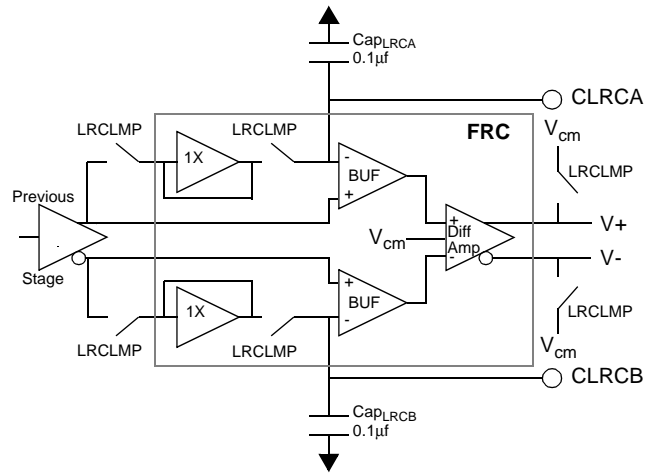 Cap_LRCA
0.1µf
CLRCA
LRCLMP
LRCLMP
FRC
V_cm
1X
-
BUF
+
LRCLMP
Previous
Stage
+
Diff
Amp
-
V_cm
V+
V-
+
BUF
-
1X
LRCLMP
LRCLMP
LRCLMP
V_cm
CLRCB
Cap_LRCB
0.1µf